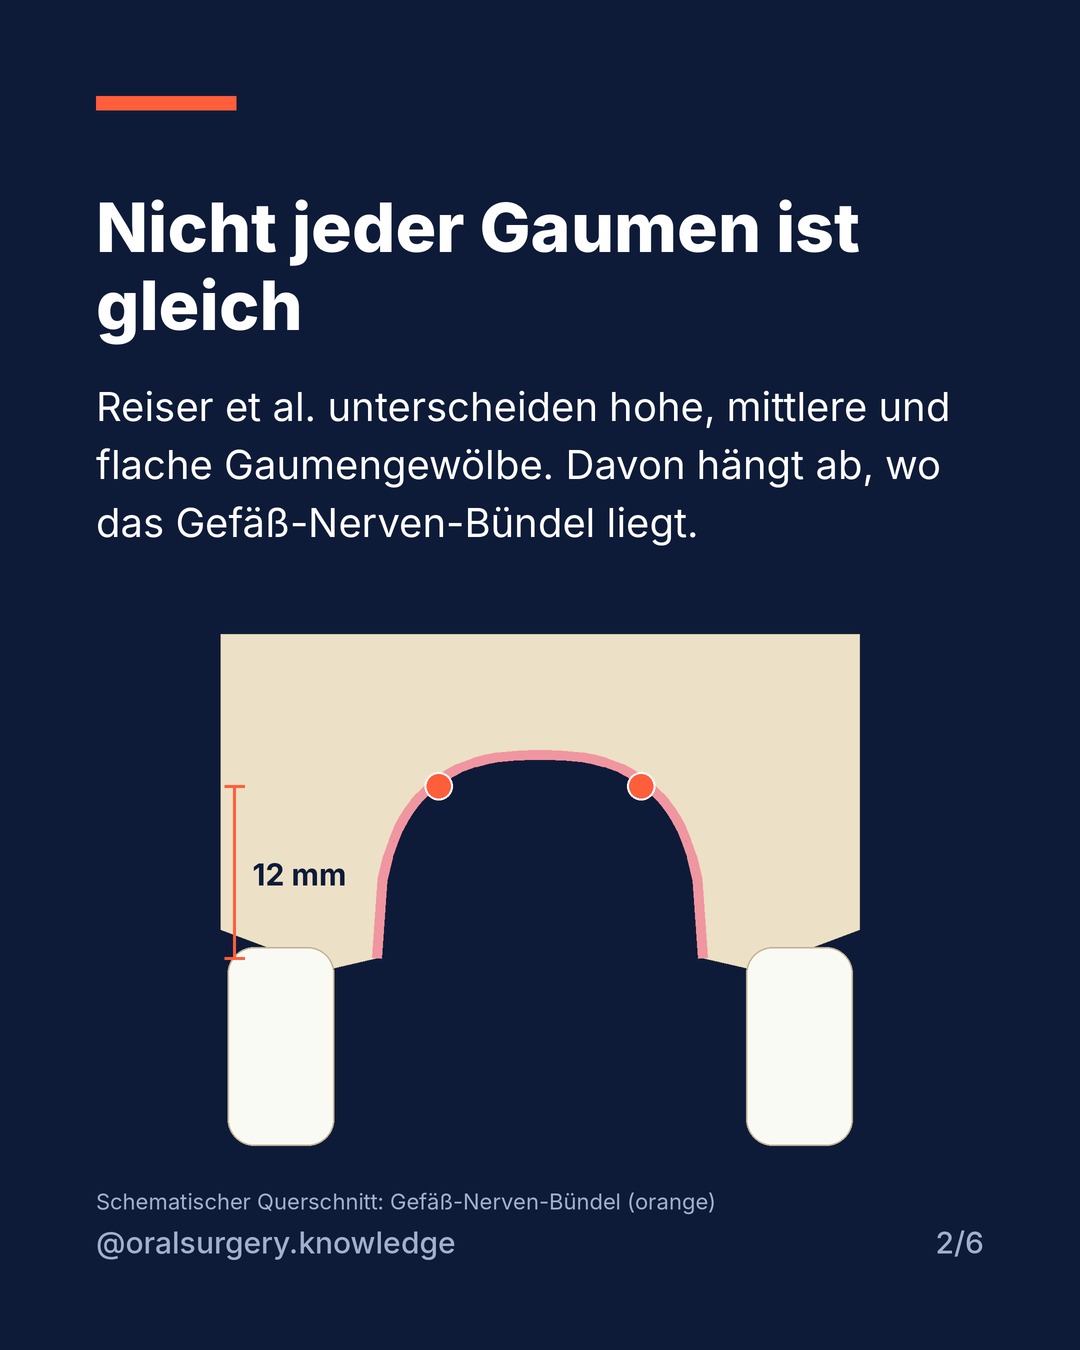 Nicht jeder Gaumen ist
gleich
Reiser et al. unterscheiden hohe, mittlere und
flache Gaumengewölbe. Davon hängt ab, wo
das Gefäß-Nerven-Bündel liegt.
12 mm
Schematischer Querschnitt: Gefäß-Nerven-Bündel (orange)
@oralsurgery.knowledge
2/6